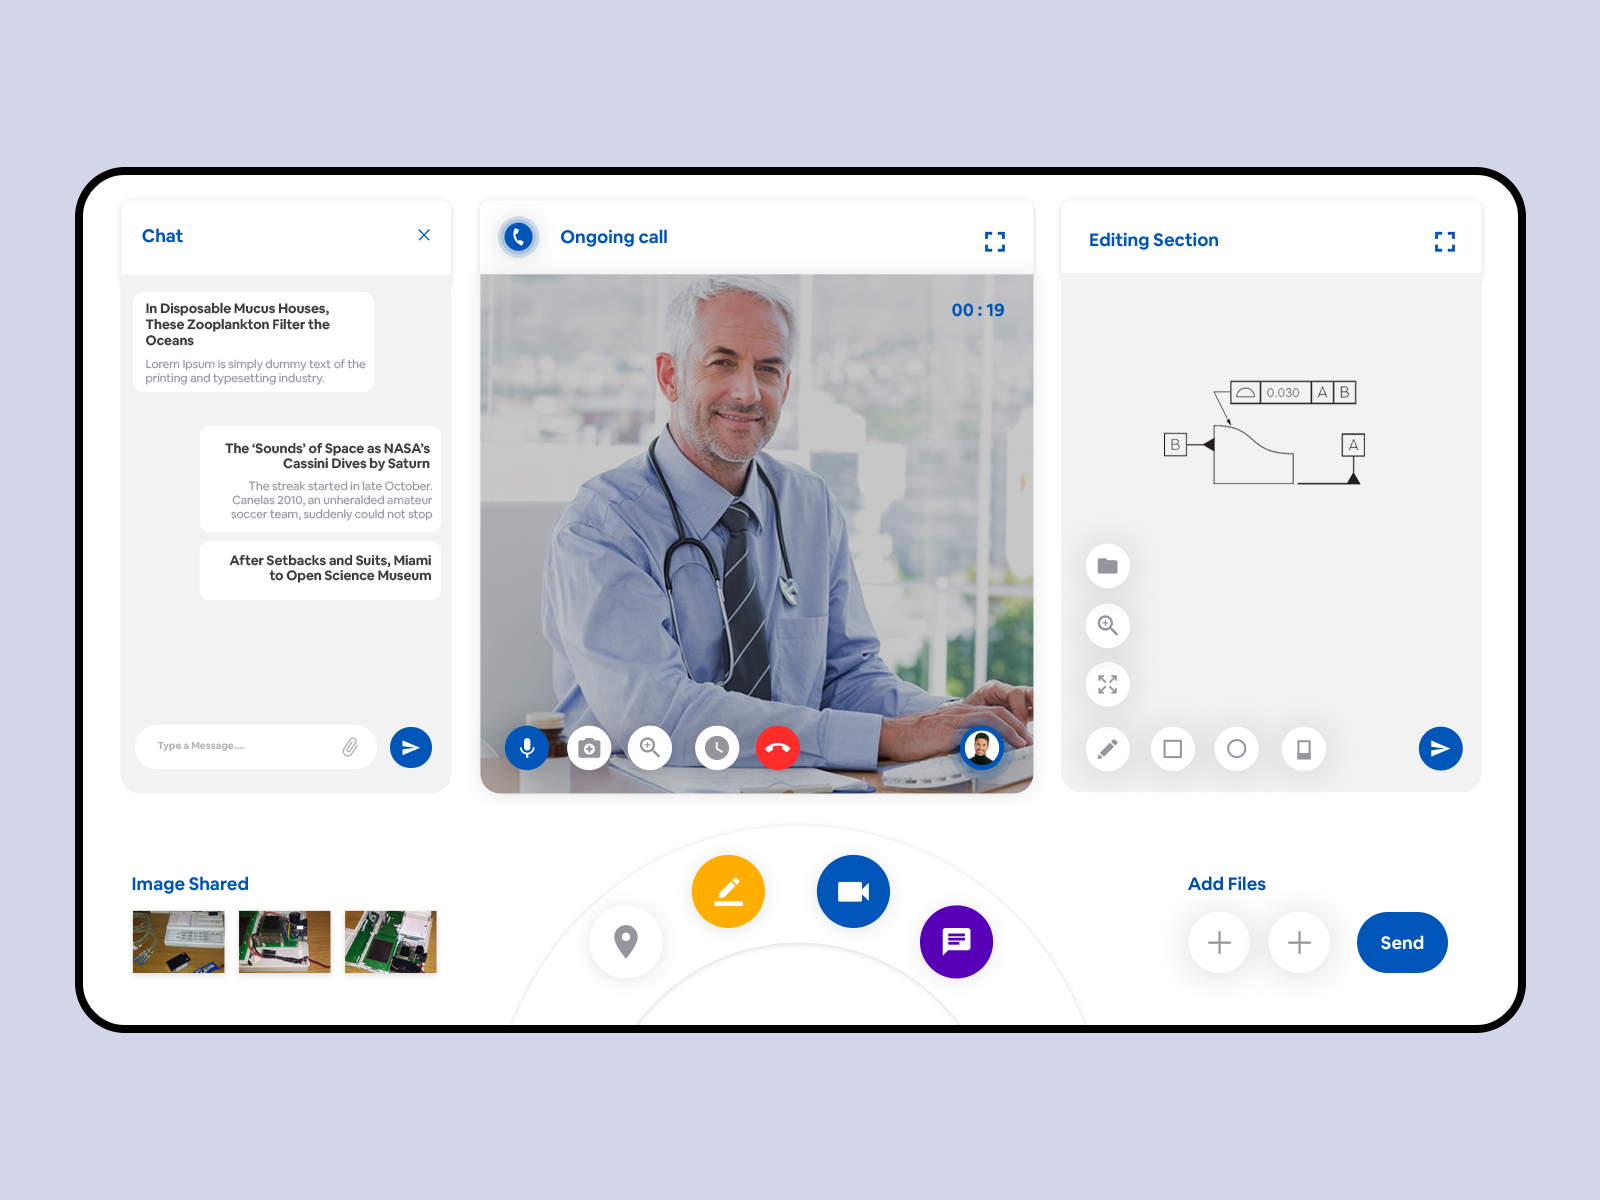 Chat
In Disposable Mucus Houses,
These Zooplankton Filter the
Oceans
Lorem Ipsum is simply dummy text of the
printing and typesetting industry.
The ‘Sounds’ of Space as NASA’s
Cassini Dives by Saturn
The streak started in late October.
Canelas 2010, an unheralded amateur
soccer team, suddenly could not stop
After Setbacks and Suits, Miami
to Open Science Museum
Type a Message....
Ongoing call
00 : 19
Editing Section
0.030 A B
B
A
Image Shared
Add Files
Send